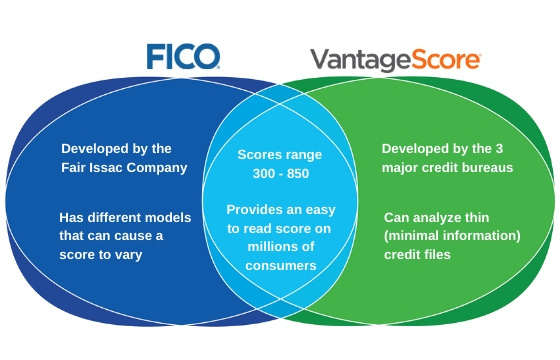 FICO
VantageScore
Developed by the
Fair Issac Company
Has different models
that can cause a
score to vary
Scores range
300 - 850
Provides an easy
to read score on
millions of
consumers
Developed by the 3
major credit bureaus
Can analyze thin
(minimal information)
credit files